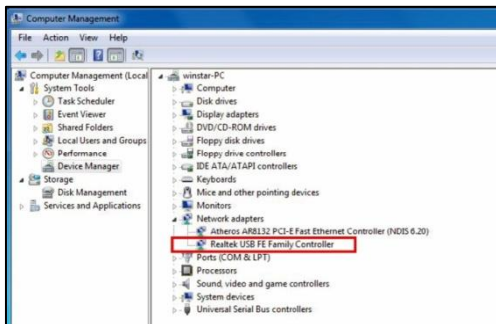 Computer Management
File Action View Help
Computer Management (Local
System Tools
Task Scheduler
Event Viewer
Shared Folders
Local Users and Groups
Performance
Device Manager
Storage
Disk Management
Services and Applications
winstar-PC
Computer
Disk drives
Display adapters
DVD/CD-ROM drives
Floppy disk drives
Floppy drive controllers
IDE ATA/ATAPI controllers
Keyboards
Mice and other pointing devices
Monitors
Network adapters
Atheros AR8132 PCI-E Fast Ethernet Controller (NDIS 6.20)
Realtek USB FE Family Controller
Ports (COM & LPT)
Processors
Sound, video and game controllers
System devices
Universal Serial Bus controllers